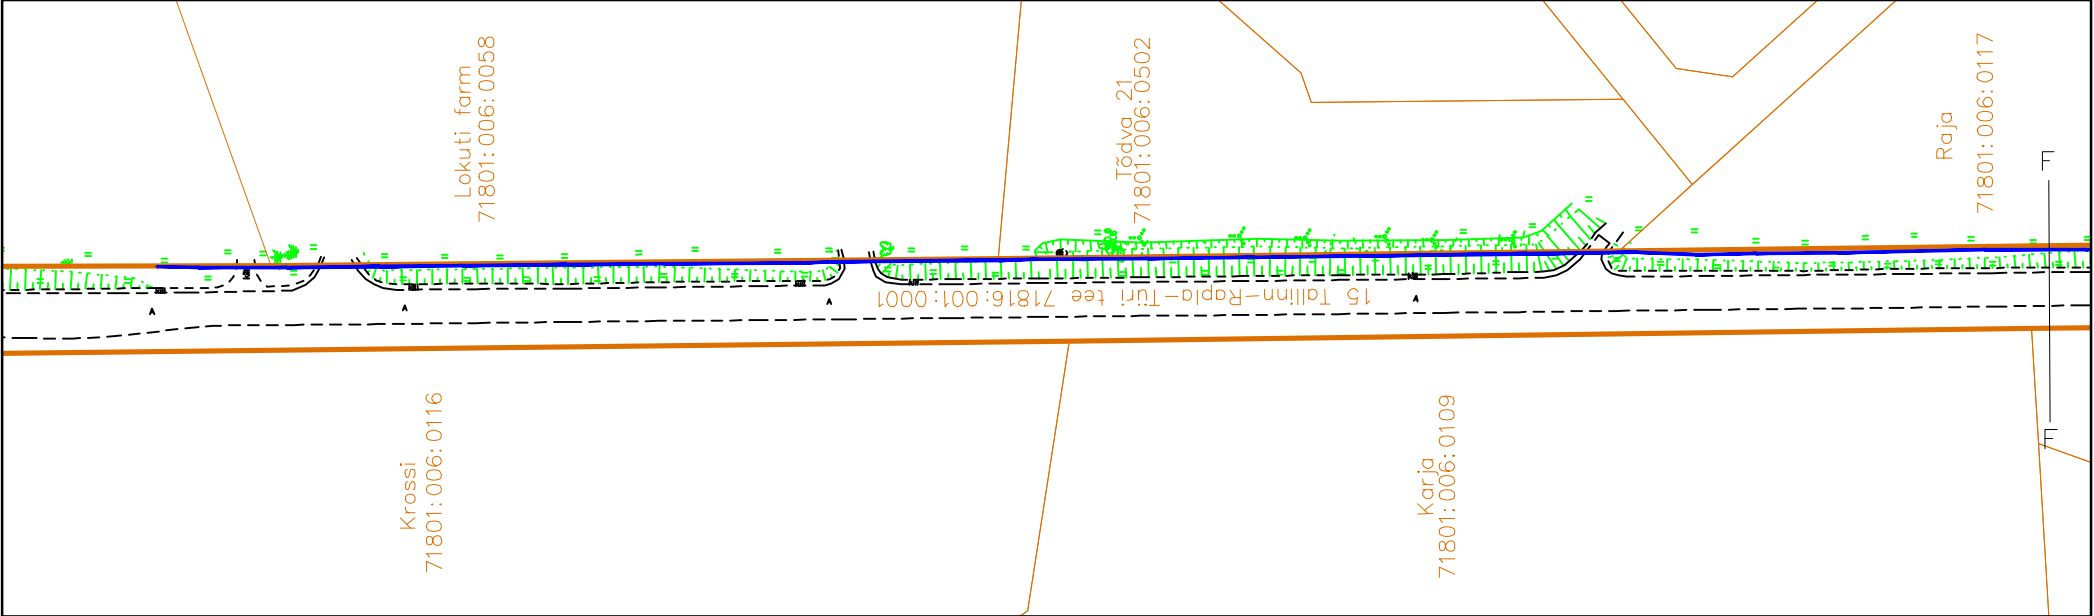 Lokuti farm
71801:006:0058
Tõdva 21
71801:006:0502
Raja
71801:006:0117
F
15 Tallinn-Rapla-Türi tee 71816:001:0001
A
A
A
A
Krossi
71801:006:0116
Karja
71801:006:0109
F